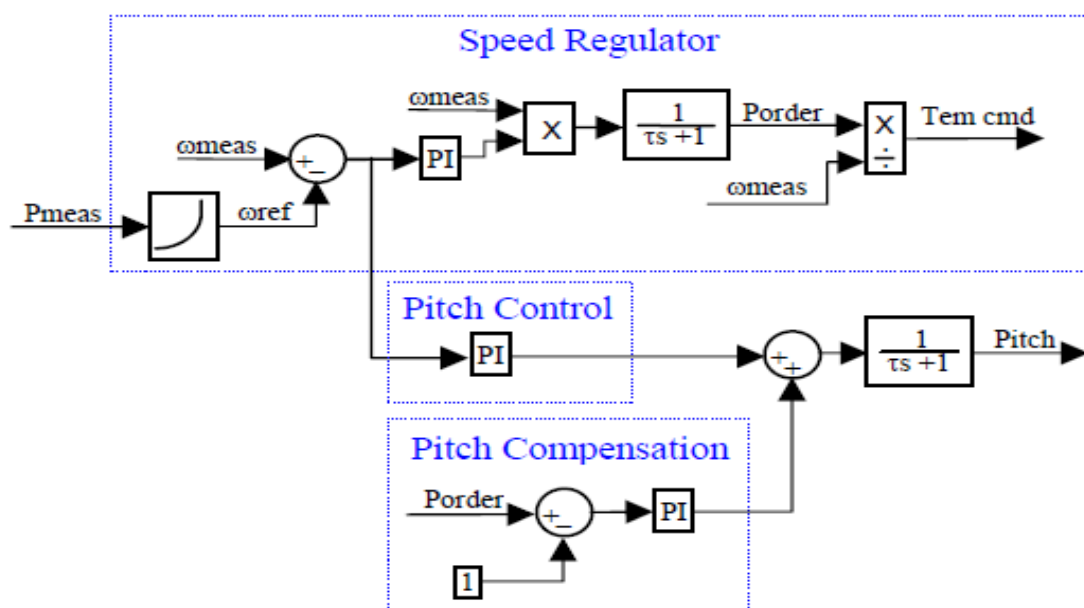 Speed Regulator
ωmeas
ωmeas
PI
X
1
τs +1
Porder
X
÷
Tem cmd
ωmeas
+
−
Pmeas
ωref
Pitch Control
PI
+
+
1
τs +1
Pitch
Pitch Compensation
Porder
+
−
PI
1